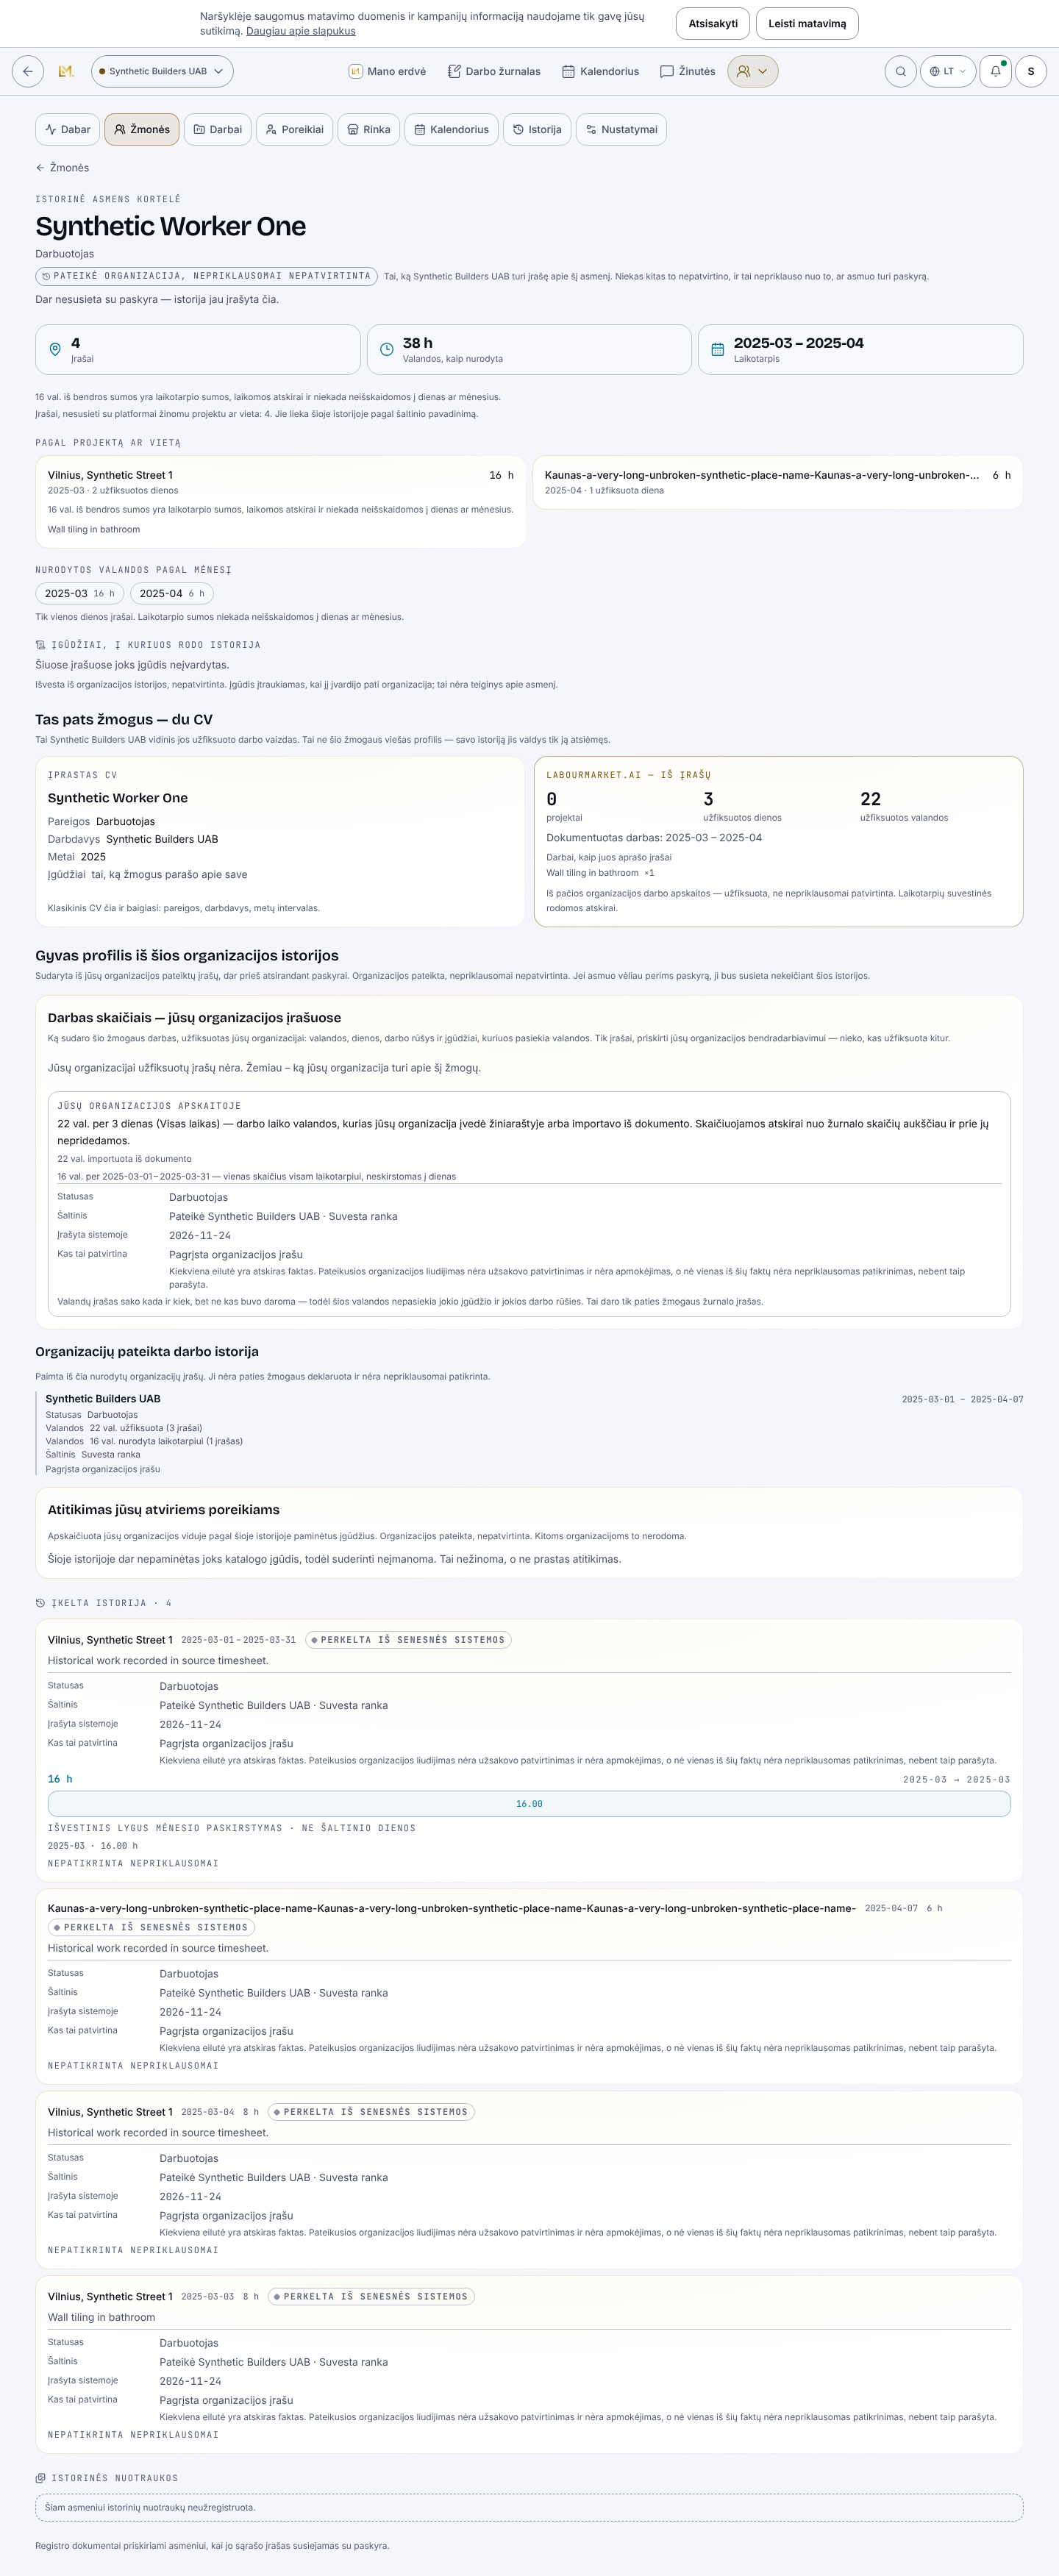 Naršyklėje saugomus matavimo duomenis ir kampanijų informaciją naudojame tik gavę jūsų
sutikimą. Daugiau apie slapukus
Atsisakyti
Leisti matavimą
Synthetic Builders UAB
Mano erdvė
Darbo žurnalas
Kalendorius
Žinutės
LT
S
Dabar
Žmonės
Darbai
Poreikiai
Rinka
Kalendorius
Istorija
Nustatymai
Žmonės
ISTORINĖ ASMENS KORTELĖ
Synthetic Worker One
Darbuotojas
PATEIKĖ ORGANIZACIJA, NEPRIKLAUSOMAI NEPATVIRTINTA
Tai, ką Synthetic Builders UAB turi įrašę apie šį asmenį. Niekas kitas to nepatvirtino, ir tai nepriklauso nuo to, ar asmuo turi paskyrą.
Dar nesusieta su paskyra — istorija jau įrašyta čia.
4
Įrašai
38 h
Valandos, kaip nurodyta
2025-03 – 2025-04
Laikotarpis
16 val. iš bendros sumos yra laikotarpio sumos, laikomos atskirai ir niekada neišskaidomos į dienas ar mėnesius.
Įrašai, nesusieti su platformai žinomu projektu ar vieta: 4. Jie lieka šioje istorijoje pagal šaltinio pavadinimą.
PAGAL PROJEKTĄ AR VIETĄ
Vilnius, Synthetic Street 1
16 h
2025-03 · 2 užfiksuotos dienos
16 val. iš bendros sumos yra laikotarpio sumos, laikomos atskirai ir niekada neišskaidomos į dienas ar mėnesius.
Wall tiling in bathroom
Kaunas-a-very-long-unbroken-synthetic-place-name-Kaunas-a-very-long-unbroken-...
6 h
2025-04 · 1 užfiksuota diena
NURODYTOS VALANDOS PAGAL MĖNESĮ
2025-03 16 h
2025-04 6 h
Tik vienos dienos įrašai. Laikotarpio sumos niekada neišskaidomos į dienas ar mėnesius.
ĮGŪDŽIAI, Į KURIUOS RODO ISTORIJA
Šiuose įrašuose joks įgūdis neįvardytas.
Išvesta iš organizacijos istorijos, nepatvirtinta. Įgūdis įtraukiamas, kai jį įvardijo pati organizacija; tai nėra teiginys apie asmenį.
Tas pats žmogus — du CV
Tai Synthetic Builders UAB vidinis jos užfiksuoto darbo vaizdas. Tai ne šio žmogaus viešas profilis — savo istoriją jis valdys tik ją atsiėmęs.
ĮPRASTAS CV
Synthetic Worker One
Pareigos Darbuotojas
Darbdavys Synthetic Builders UAB
Metai 2025
Įgūdžiai tai, ką žmogus parašo apie save
Klasikinis CV čia ir baigiasi: pareigos, darbdavys, metų intervalas.
LABOURMARKET.AI — IŠ ĮRAŠŲ
0
projektai
3
užfiksuotos dienos
22
užfiksuotos valandos
Dokumentuotas darbas: 2025-03 – 2025-04
Darbai, kaip juos aprašo įrašai
Wall tiling in bathroom ×1
Iš pačios organizacijos darbo apskaitos — užfiksuota, ne nepriklausomai patvirtinta. Laikotarpių suvestinės
rodomos atskirai.
Gyvas profilis iš šios organizacijos istorijos
Sudaryta iš jūsų organizacijos pateiktų įrašų, dar prieš atsirandant paskyrai. Organizacijos pateikta, nepriklausomai nepatvirtinta. Jei asmuo vėliau perims paskyrą, ji bus susieta nekeičiant šios istorijos.
Darbas skaičiais — jūsų organizacijos įrašuose
Ką sudaro šio žmogaus darbas, užfiksuotas jūsų organizacijai: valandos, dienos, darbo rūšys ir įgūdžiai, kuriuos pasiekia valandos. Tik įrašai, priskirti jūsų organizacijos bendradarbiavimui — nieko, kas užfiksuota kitur.
Jūsų organizacijai užfiksuotų įrašų nėra. Žemiau – ką jūsų organizacija turi apie šį žmogų.
JŪSŲ ORGANIZACIJOS APSKAITOJE
22 val. per 3 dienas (Visas laikas) — darbo laiko valandos, kurias jūsų organizacija įvedė žiniaraštyje arba importavo iš dokumento. Skaičiuojamos atskirai nuo žurnalo skaičių aukščiau ir prie jų
nepridedamos.
22 val. importuota iš dokumento
16 val. per 2025-03-01 – 2025-03-31 — vienas skaičius visam laikotarpiui, neskirstomas į dienas
Statusas Darbuotojas
Šaltinis Pateikė Synthetic Builders UAB · Suvesta ranka
Įrašyta sistemoje 2026-11-24
Kas tai patvirtina Pagrįsta organizacijos įrašu
Kiekviena eilutė yra atskiras faktas. Pateikusios organizacijos liudijimas nėra užsakovo patvirtinimas ir nėra apmokėjimas, o nė vienas iš šių faktų nėra nepriklausomas patikrinimas, nebent taip
parašyta.
Valandų įrašas sako kada ir kiek, bet ne kas buvo daroma — todėl šios valandos nepasiekia jokio įgūdžio ir jokios darbo rūšies. Tai daro tik paties žmogaus žurnalo įrašas.
Organizacijų pateikta darbo istorija
Paimta iš čia nurodytų organizacijų įrašų. Ji nėra paties žmogaus deklaruota ir nėra nepriklausomai patikrinta.
Synthetic Builders UAB
2025-03-01 – 2025-04-07
Statusas Darbuotojas
Valandos 22 val. užfiksuota (3 įrašai)
Valandos 16 val. nurodyta laikotarpiui (1 įrašas)
Šaltinis Suvesta ranka
Pagrįsta organizacijos įrašu
Atitikimas jūsų atviriems poreikiams
Apskaičiuota jūsų organizacijos viduje pagal šioje istorijoje paminėtus įgūdžius. Organizacijos pateikta, nepatvirtinta. Kitoms organizacijoms to nerodoma.
Šioje istorijoje dar nepaminėtas joks katalogo įgūdis, todėl suderinti neįmanoma. Tai nežinoma, o ne prastas atitikimas.
ĮKELTA ISTORIJA · 4
Vilnius, Synthetic Street 1 2025-03-01 – 2025-03-31 PERKELTA IŠ SENESNĖS SISTEMOS
Historical work recorded in source timesheet.
Statusas Darbuotojas
Šaltinis Pateikė Synthetic Builders UAB · Suvesta ranka
Įrašyta sistemoje 2026-11-24
Kas tai patvirtina Pagrįsta organizacijos įrašu
Kiekviena eilutė yra atskiras faktas. Pateikusios organizacijos liudijimas nėra užsakovo patvirtinimas ir nėra apmokėjimas, o nė vienas iš šių faktų nėra nepriklausomas patikrinimas, nebent taip parašyta.
16 h
2025-03 → 2025-03
16.00
IŠVESTINIS LYGUS MĖNESIO PASKIRSTYMAS · NE ŠALTINIO DIENOS
2025-03 · 16.00 h
NEPATIKRINTA NEPRIKLAUSOMAI
Kaunas-a-very-long-unbroken-synthetic-place-name-Kaunas-a-very-long-unbroken-synthetic-place-name-Kaunas-a-very-long-unbroken-synthetic-place-name- 2025-04-07 6 h
PERKELTA IŠ SENESNĖS SISTEMOS
Historical work recorded in source timesheet.
Statusas Darbuotojas
Šaltinis Pateikė Synthetic Builders UAB · Suvesta ranka
Įrašyta sistemoje 2026-11-24
Kas tai patvirtina Pagrįsta organizacijos įrašu
Kiekviena eilutė yra atskiras faktas. Pateikusios organizacijos liudijimas nėra užsakovo patvirtinimas ir nėra apmokėjimas, o nė vienas iš šių faktų nėra nepriklausomas patikrinimas, nebent taip parašyta.
NEPATIKRINTA NEPRIKLAUSOMAI
Vilnius, Synthetic Street 1 2025-03-04 8 h PERKELTA IŠ SENESNĖS SISTEMOS
Historical work recorded in source timesheet.
Statusas Darbuotojas
Šaltinis Pateikė Synthetic Builders UAB · Suvesta ranka
Įrašyta sistemoje 2026-11-24
Kas tai patvirtina Pagrįsta organizacijos įrašu
Kiekviena eilutė yra atskiras faktas. Pateikusios organizacijos liudijimas nėra užsakovo patvirtinimas ir nėra apmokėjimas, o nė vienas iš šių faktų nėra nepriklausomas patikrinimas, nebent taip parašyta.
NEPATIKRINTA NEPRIKLAUSOMAI
Vilnius, Synthetic Street 1 2025-03-03 8 h PERKELTA IŠ SENESNĖS SISTEMOS
Wall tiling in bathroom
Statusas Darbuotojas
Šaltinis Pateikė Synthetic Builders UAB · Suvesta ranka
Įrašyta sistemoje 2026-11-24
Kas tai patvirtina Pagrįsta organizacijos įrašu
Kiekviena eilutė yra atskiras faktas. Pateikusios organizacijos liudijimas nėra užsakovo patvirtinimas ir nėra apmokėjimas, o nė vienas iš šių faktų nėra nepriklausomas patikrinimas, nebent taip parašyta.
NEPATIKRINTA NEPRIKLAUSOMAI
ISTORINĖS NUOTRAUKOS
Šiam asmeniui istorinių nuotraukų neužregistruota.
Registro dokumentai priskiriami asmeniui, kai jo sąrašo įrašas susiejamas su paskyra.